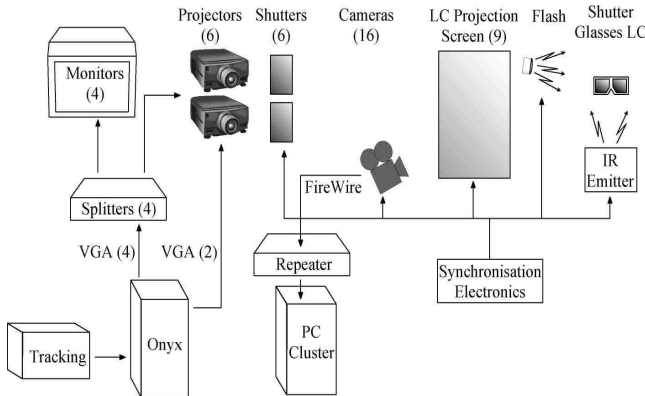 Projectors
(6)
Shutters
(6)
Cameras
(16)
LC Projection
Screen (9)
Flash
Shutter
Glasses LC
Monitors
(4)
Splitters (4)
FireWire
IR
Emitter
VGA (4)
VGA (2)
Repeater
Synchronisation
Electronics
Tracking
Onyx
PC
Cluster